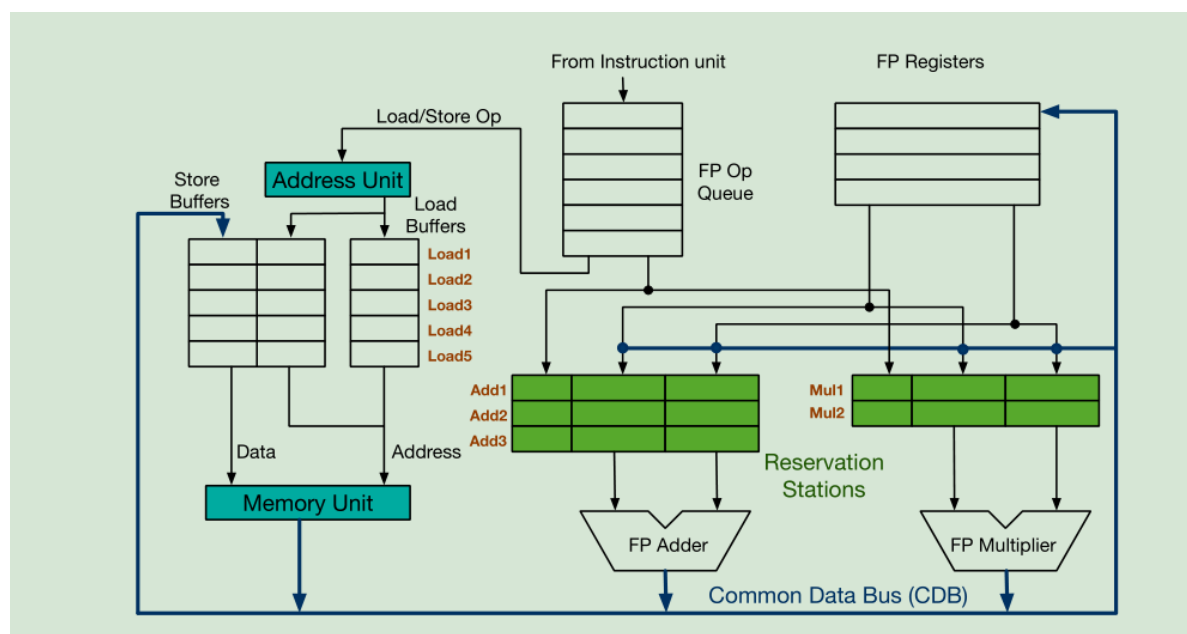 From Instruction unit
FP Registers
Load/Store Op
Address Unit
Store
Buffers
Load
Buffers
FP Op
Queue
Load1
Load2
Load3
Load4
Load5
Add1
Add2
Add3
Mul1
Mul2
Data
Address
Reservation
Stations
Memory Unit
FP Adder
FP Multiplier
Common Data Bus (CDB)